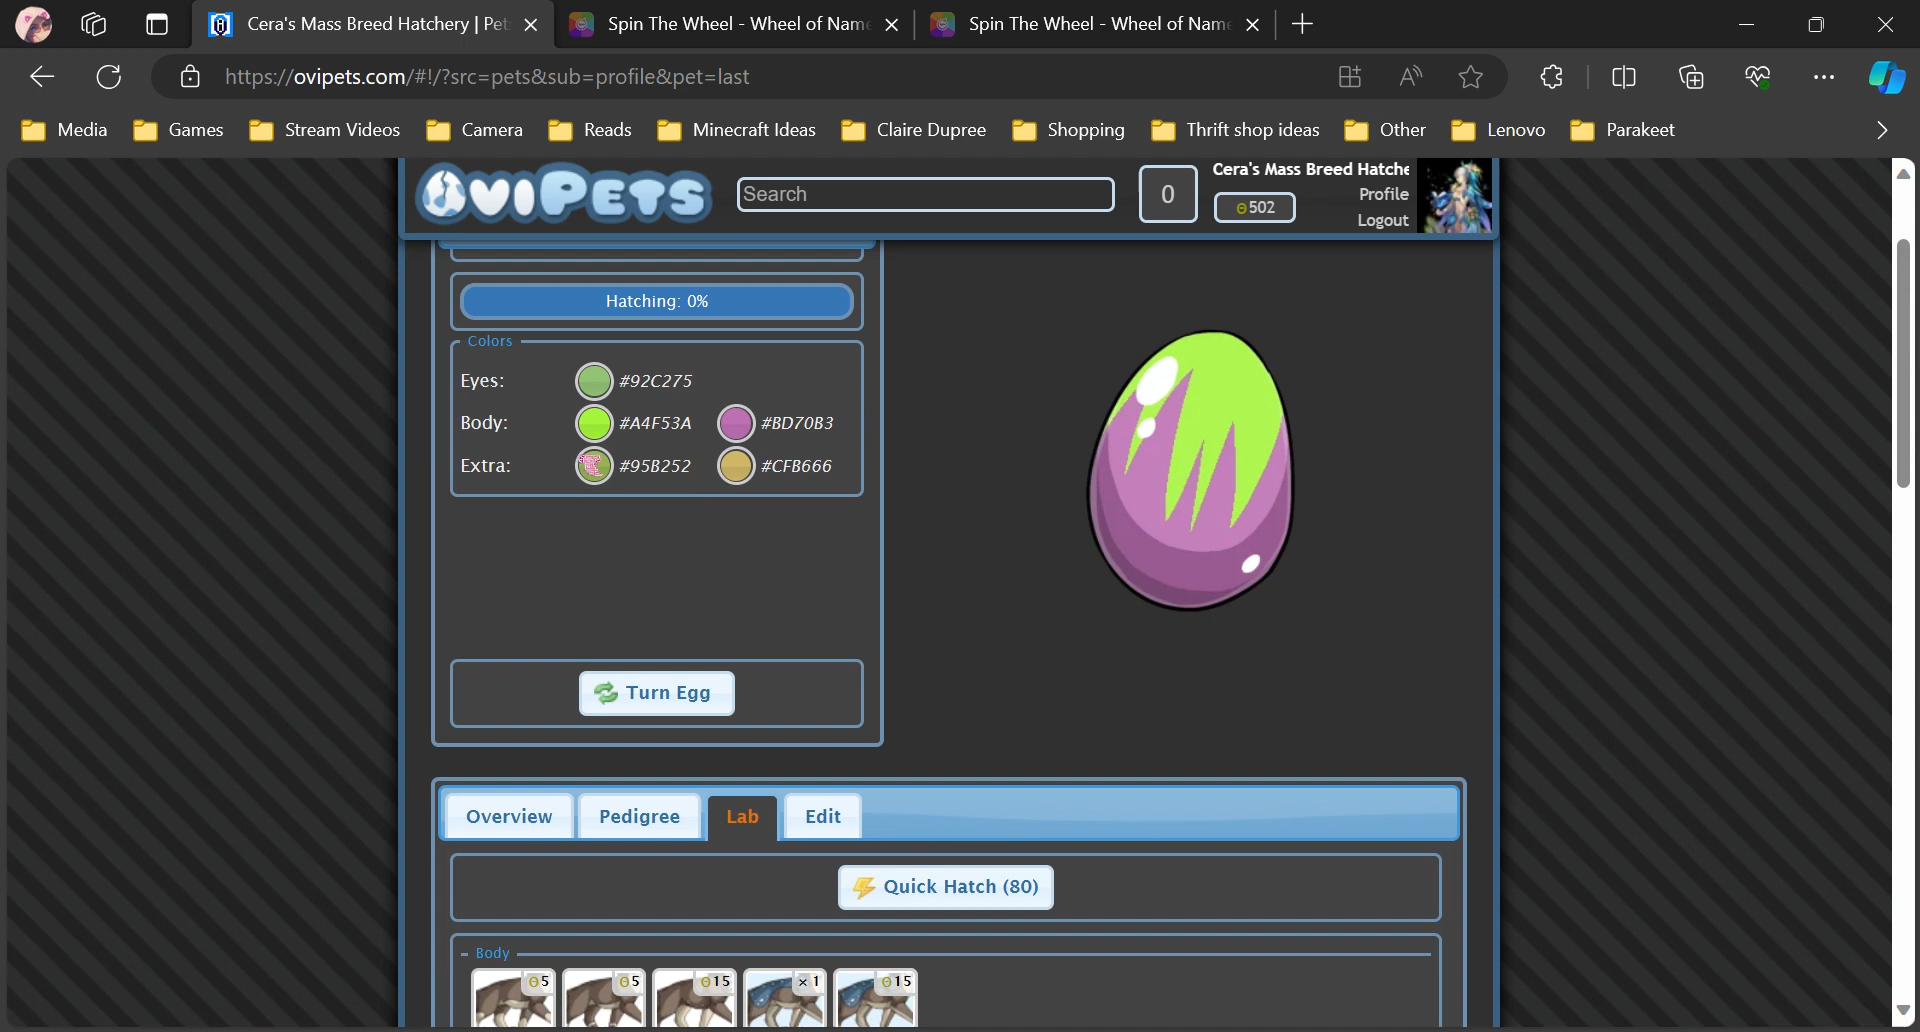 Cera's Mass Breed Hatchery | Pet
Spin The Wheel - Wheel of Name
Spin The Wheel - Wheel of Name
https://ovipets.com/#!/?src=pets&sub=profile&pet=last
Media
Games
Stream Videos
Camera
Reads
Minecraft Ideas
Claire Dupree
Shopping
Thrift shop ideas
Other
Lenovo
Parakeet
OviPets
Search
0
Cera's Mass Breed Hatche
502
Profile
Logout
Hatching: 0%
Colors
Eyes: #92C275
Body: #A4F53A #BD70B3
Extra: #95B252 #CFB666
Turn Egg
Overview
Pedigree
Lab
Edit
Quick Hatch (80)
Body
5
5
15
× 1
15